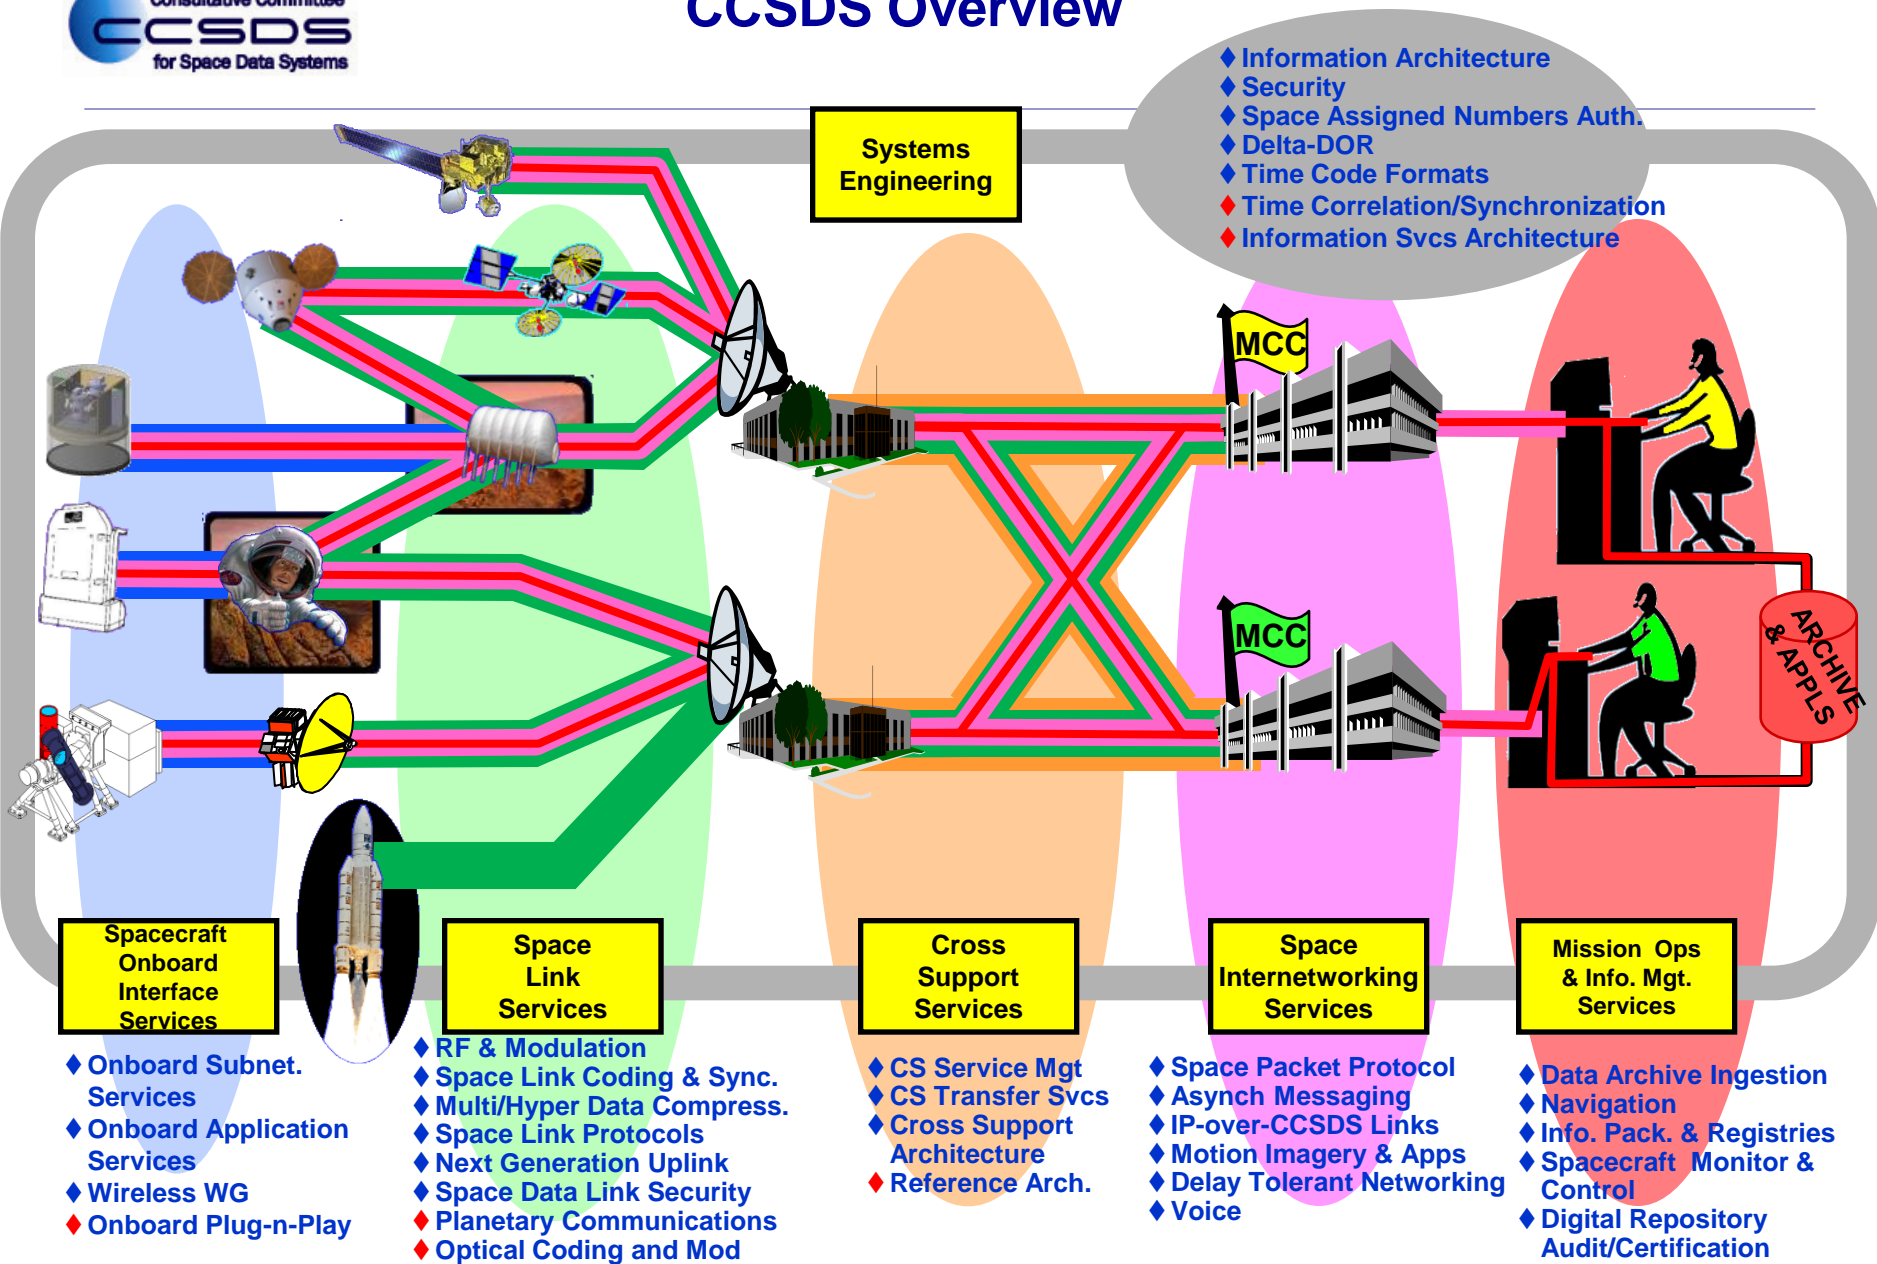 Consultative Committee
CCSDS
for Space Data Systems
CCSDS Overview
♦ Information Architecture
♦ Security
♦ Space Assigned Numbers Auth.
♦ Delta-DOR
♦ Time Code Formats
♦ Time Correlation/Synchronization
♦ Information Svcs Architecture
Systems
Engineering
MCC
MCC
ARCHIVE
& APPLS
Spacecraft
Onboard
Interface
Services
♦ Onboard Subnet.
Services
♦ Onboard Application
Services
♦ Wireless WG
♦ Onboard Plug-n-Play
Space
Link
Services
♦ RF & Modulation
♦ Space Link Coding & Sync.
♦ Multi/Hyper Data Compress.
♦ Space Link Protocols
♦ Next Generation Uplink
♦ Space Data Link Security
♦ Planetary Communications
♦ Optical Coding and Mod
Cross
Support
Services
♦ CS Service Mgt
♦ CS Transfer Svcs
♦ Cross Support
Architecture
♦ Reference Arch.
Space
Internetworking
Services
♦ Space Packet Protocol
♦ Asynch Messaging
♦ IP-over-CCSDS Links
♦ Motion Imagery & Apps
♦ Delay Tolerant Networking
♦ Voice
Mission Ops
& Info. Mgt.
Services
♦ Data Archive Ingestion
♦ Navigation
♦ Info. Pack. & Registries
♦ Spacecraft Monitor &
Control
♦ Digital Repository
Audit/Certification